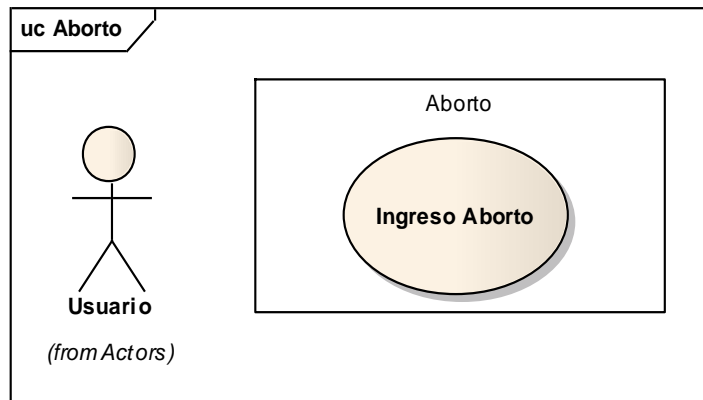 uc Aborto
Aborto
Ingreso Aborto
Usuario
(from Actors)